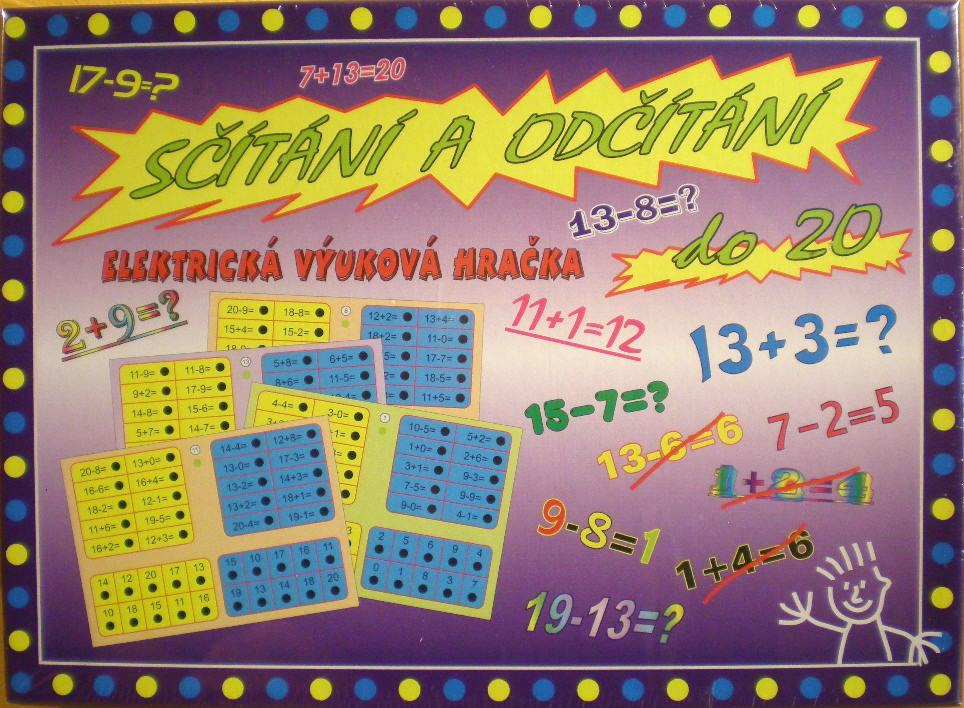 17-9=?
7+13=20
SČÍTÁNÍ A ODČÍTÁNÍ
13-8=?
do 20
ELEKTRICKÁ VÝUKOVÁ HRAČKA
2+9=?
11+1=12
13+3=?
15-7=?
13-6=6
7-2=5
1+2=4
9-8=1
1+4=6
19-13=?
20-9= 18-8= 8 12+2= 13+4=
15+4= 15-2= 18+2= 11-0=
17-7=
18-5=
11+5=
11-9= 11-8= 5+8= 6+5=
9+2= 17-9= 8+6= 11-5=
14-8= 15-6=
5+7= 14-7=
4-4= 3-0= 7 10-5= 5+2=
1+0= 2+6=
3+1= 9-3=
7-5= 9-9=
9-0= 4-1=
2 5 6 9 4
0 1 8 3 7
20-8= 13+0= 11 14-4= 12+8=
16-6= 16+4= 13-0= 17-3=
18-2= 12-1= 13-2= 14+3=
11+6= 19-5= 13+2= 18+1=
16+2= 12+3= 20-4= 19-1=
14 12 20 17 13 15 10 17 16 11
10 18 15 11 16 19 13 14 18 20